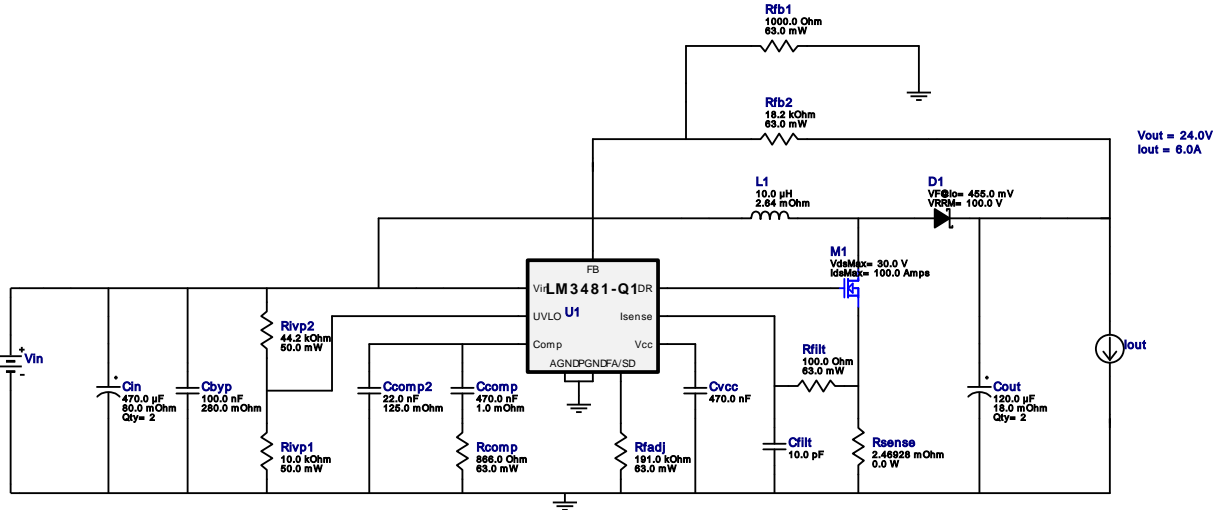 Rfb1
1000.0 Ohm
63.0 mW
Rfb2
18.2 kOhm
63.0 mW
Vout = 24.0V
Iout = 6.0A
L1
10.0 µH
2.64 mOhm
D1
VF@Io= 455.0 mV
VRRM= 100.0 V
M1
VdsMax= 30.0 V
IdsMax= 100.0 Amps
FB
Vin LM3481-Q1 DR
UVLO U1 Isense
Comp Vcc
AGND PGND FA/SD
Vin
+
-
Rivp2
44.2 kOhm
50.0 mW
Cin
470.0 µF
80.0 mOhm
Qty= 2
Cbyp
100.0 nF
280.0 mOhm
Rivp1
10.0 kOhm
50.0 mW
Ccomp2
22.0 nF
125.0 mOhm
Ccomp
470.0 nF
1.0 mOhm
Rcomp
866.0 Ohm
63.0 mW
Rfadj
191.0 kOhm
63.0 mW
Cvcc
470.0 nF
Rfilt
100.0 Ohm
63.0 mW
Cfilt
10.0 pF
Rsense
2.46928 mOhm
0.0 W
Cout
120.0 µF
18.0 mOhm
Qty= 2
Iout